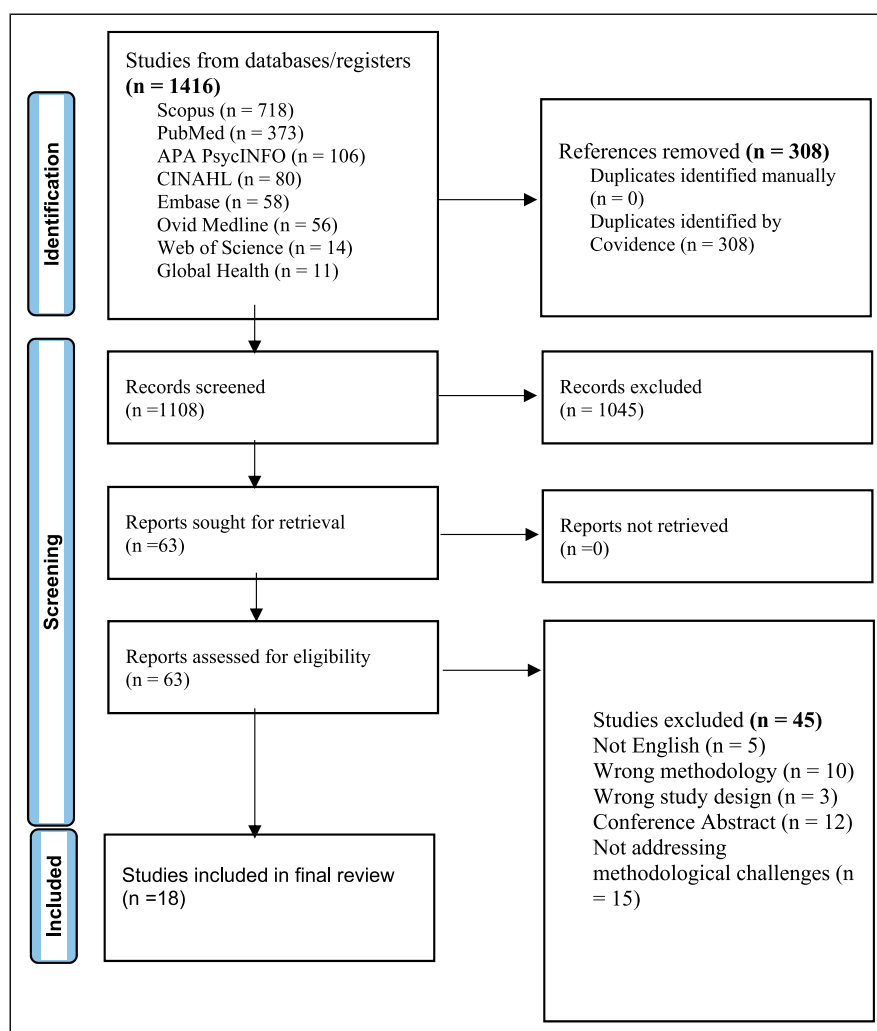 Identification
Studies from databases/registers
(n = 1416)
Scopus (n = 718)
PubMed (n = 373)
APA PsycINFO (n = 106)
CINAHL (n = 80)
Embase (n = 58)
Ovid Medline (n = 56)
Web of Science (n = 14)
Global Health (n = 11)
References removed (n = 308)
Duplicates identified manually
(n = 0)
Duplicates identified by
Covidence (n = 308)
Screening
Records screened
(n =1108)
Records excluded
(n = 1045)
Reports sought for retrieval
(n =63)
Reports not retrieved
(n =0)
Reports assessed for eligibility
(n = 63)
Studies excluded (n = 45)
Not English (n = 5)
Wrong methodology (n = 10)
Wrong study design (n = 3)
Conference Abstract (n = 12)
Not addressing
methodological challenges (n
= 15)
Included
Studies included in final review
(n =18)